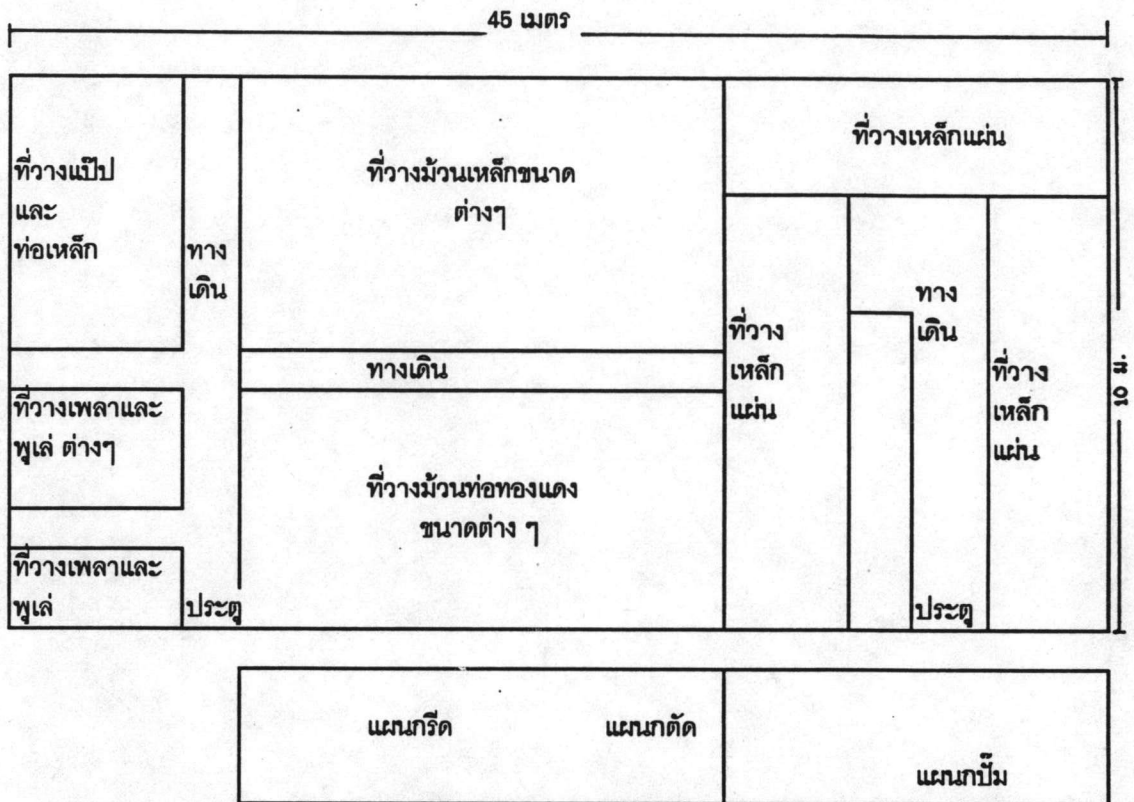 45 เมตร
ที่วางแป๊ป
และ
ท่อเหล็ก
ทาง
เดิน
ที่วางม้วนเหล็กขนาด
ต่างๆ
ที่วางเหล็กแผ่น
ทางเดิน
ที่วาง
เหล็ก
แผ่น
ทาง
เดิน
ที่วาง
เหล็ก
แผ่น
10 ม.
ที่วางเพลาและ
พูเล่ ต่างๆ
ที่วางม้วนท่อทองแดง
ขนาดต่าง ๆ
ที่วางเพลาและ
พูเล่
ประตู
ประตู
แผนกรีด
แผนกตัด
แผนกปั๊ม